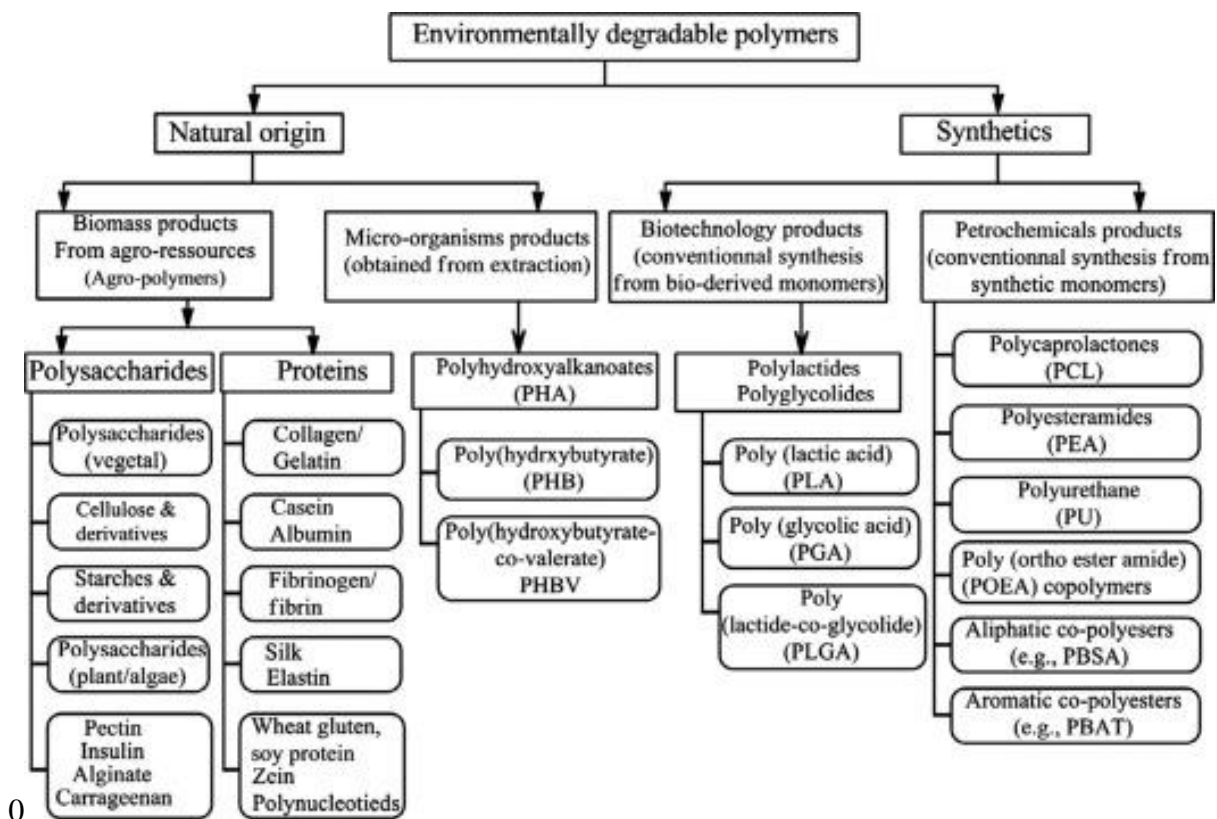 Environmentally degradable polymers
Natural origin
Synthetics
Biomass products
From agro-ressources
(Agro-polymers)
Micro-organisms products
(obtained from extraction)
Biotechnology products
(conventionnal synthesis
from bio-derived monomers)
Petrochemicals products
(conventionnal synthesis from
synthetic monomers)
Polysaccharides
Proteins
Polyhydroxyalkanoates
(PHA)
Polylactides
Polyglycolides
Polysaccharides
(vegetal)
Cellulose &
derivatives
Starches &
derivatives
Polysaccharides
(plant/algae)
Pectin
Insulin
Alginate
Carrageenan
Collagen/
Gelatin
Casein
Albumin
Fibrinogen/
fibrin
Silk
Elastin
Wheat gluten,
soy protein
Zein
Polynucleotieds
Poly(hydrxybutyrate)
(PHB)
Poly(hydroxybutyrate-
co-valerate)
PHBV
Poly (lactic acid)
(PLA)
Poly (glycolic acid)
(PGA)
Poly
(lactide-co-glycolide)
(PLGA)
Polycaprolactones
(PCL)
Polyesteramides
(PEA)
Polyurethane
(PU)
Poly (ortho ester amide)
(POEA) copolymers
Aliphatic co-polyesers
(e.g., PBSA)
Aromatic co-polyesters
(e.g., PBAT)
0